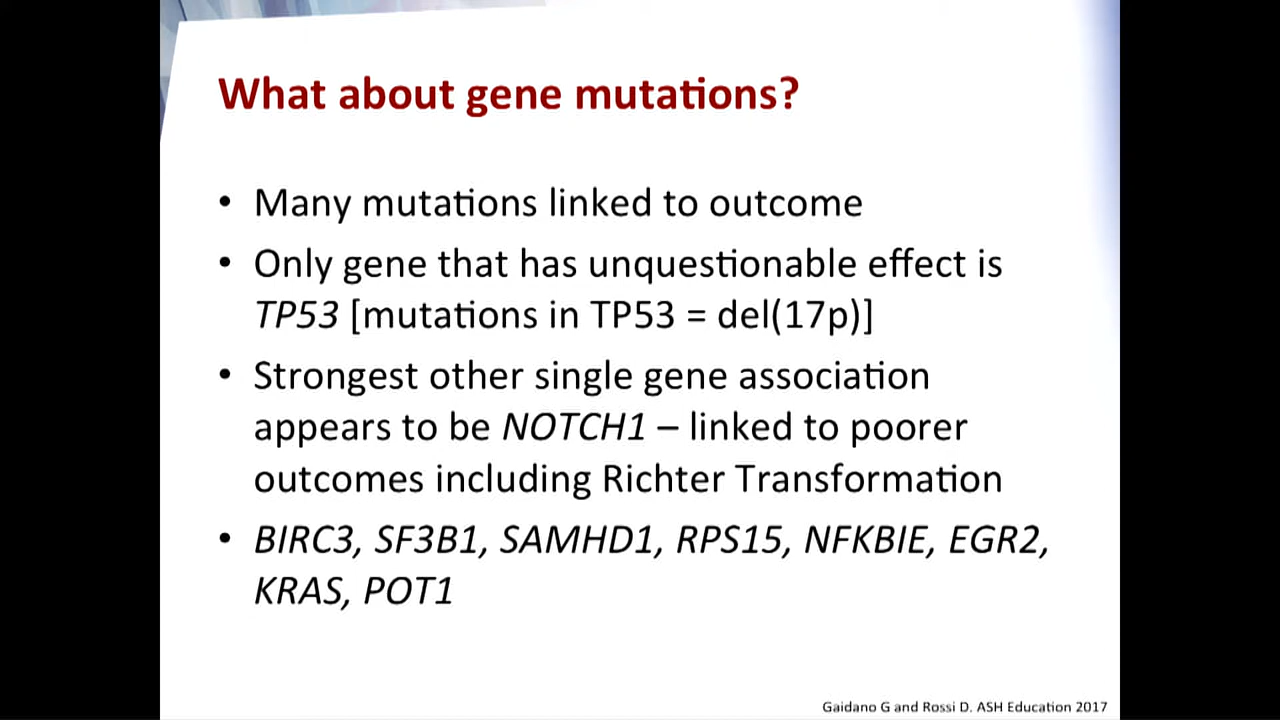 What about gene mutations?
• Many mutations linked to outcome
• Only gene that has unquestionable effect is
TP53 [mutations in TP53 = del(17p)]
• Strongest other single gene association
appears to be NOTCH1 – linked to poorer
outcomes including Richter Transformation
• BIRC3, SF3B1, SAMHD1, RPS15, NFKBIE, EGR2,
KRAS, POT1
Gaidano G and Rossi D. ASH Education 2017